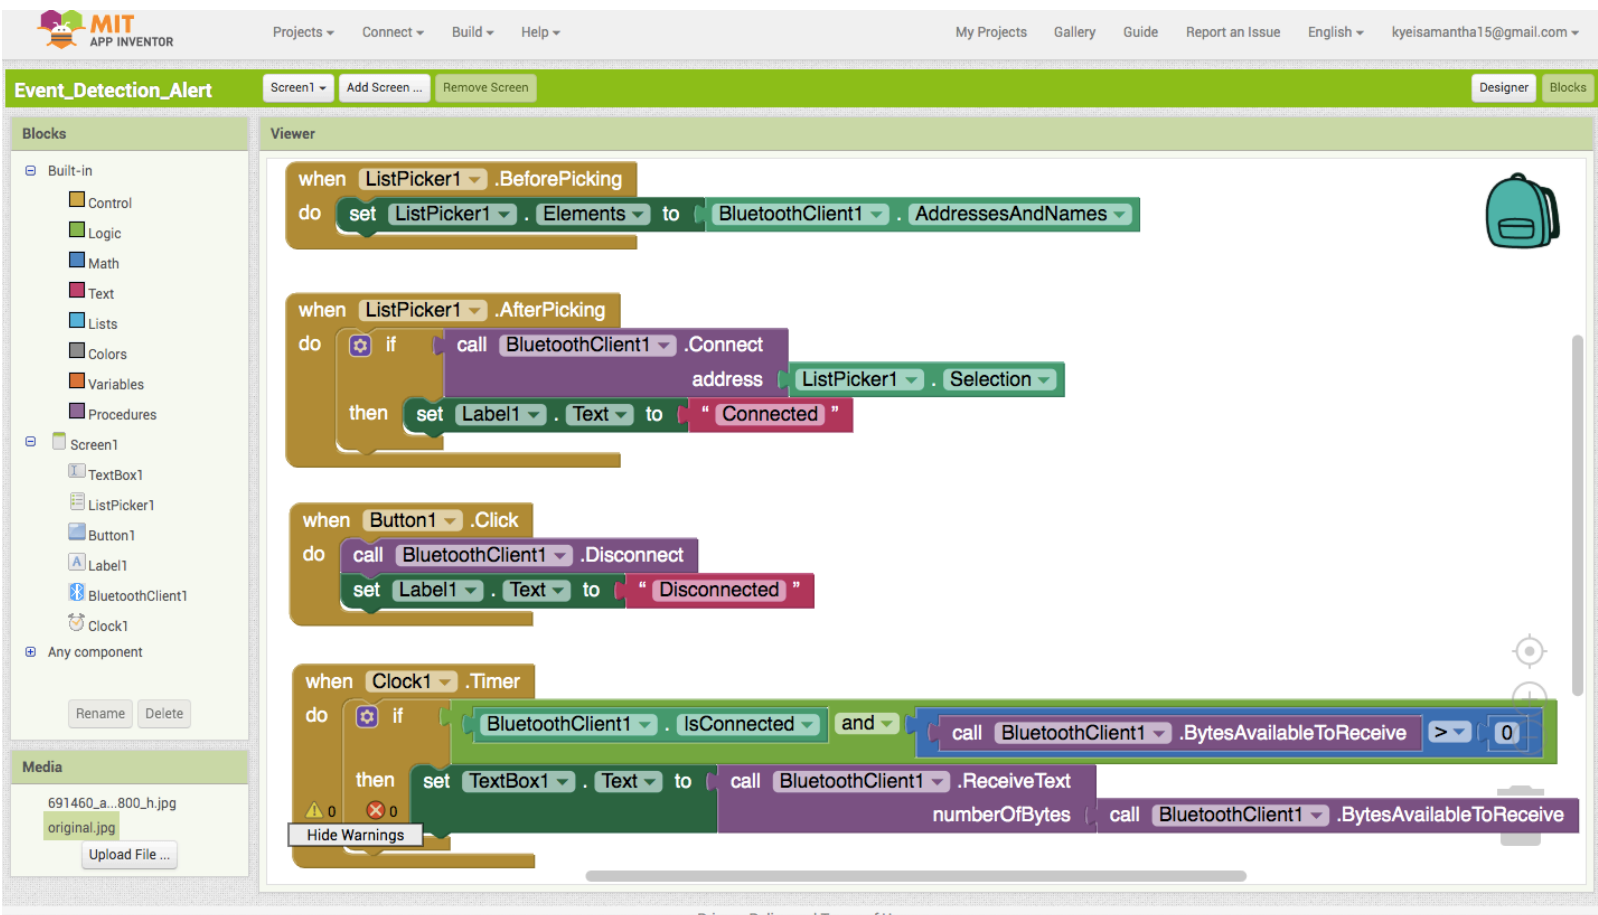 MIT
APP INVENTOR
Projects Connect Build Help My Projects Gallery Guide Report an Issue English kyeisamantha15@gmail.com
Event_Detection_Alert Screen1 Add Screen ... Remove Screen Designer Blocks
Blocks
Built-in
Control
Logic
Math
Text
Lists
Colors
Variables
Procedures
Screen1
TextBox1
ListPicker1
Button1
Label1
BluetoothClient1
Clock1
Any component
Rename Delete
Media
691460_a...800_h.jpg
original.jpg
Upload File ...
Viewer
when ListPicker1 .BeforePicking
do set ListPicker1 . Elements to BluetoothClient1 . AddressesAndNames
when ListPicker1 .AfterPicking
do if call BluetoothClient1 .Connect
address ListPicker1 . Selection
then set Label1 . Text to “ Connected ”
when Button1 .Click
do call BluetoothClient1 .Disconnect
set Label1 . Text to “ Disconnected ”
when Clock1 .Timer
do if BluetoothClient1 . IsConnected and call BluetoothClient1 .BytesAvailableToReceive > 0
then set TextBox1 . Text to call BluetoothClient1 .ReceiveText
numberOfBytes call BluetoothClient1 .BytesAvailableToReceive
0 0
Hide Warnings